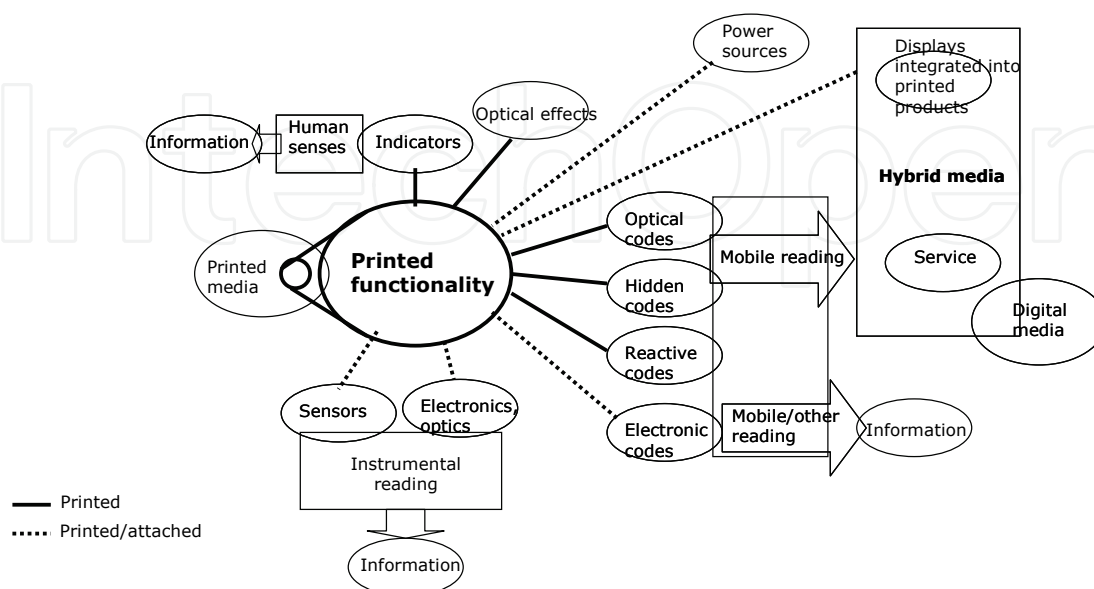 Power
sources
Displays
integrated into
printed
products
Optical effects
Human
senses
Information
Indicators
Hybrid media
Optical
codes
Printed
functionality
Mobile reading
Service
Printed
media
Hidden
codes
Digital
media
Reactive
codes
Sensors
Electronics,
optics
Electronic
codes
Mobile/other
reading
Information
Instrumental
reading
Printed
Printed/attached
Information
IntechOpen